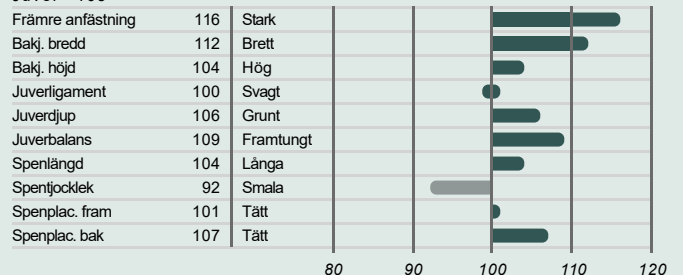 Juver 108
Främre anfästning 116 Stark
Bakj. bredd 112 Brett
Bakj. höjd 104 Hög
Juverligament 100 Svagt
Juverdjup 106 Grunt
Juverbalans 109 Framtungt
Spenlängd 104 Långa
Spentjocklek 92 Smala
Spenplac. fram 101 Tätt
Spenplac. bak 107 Tätt
80 90 100 110 120